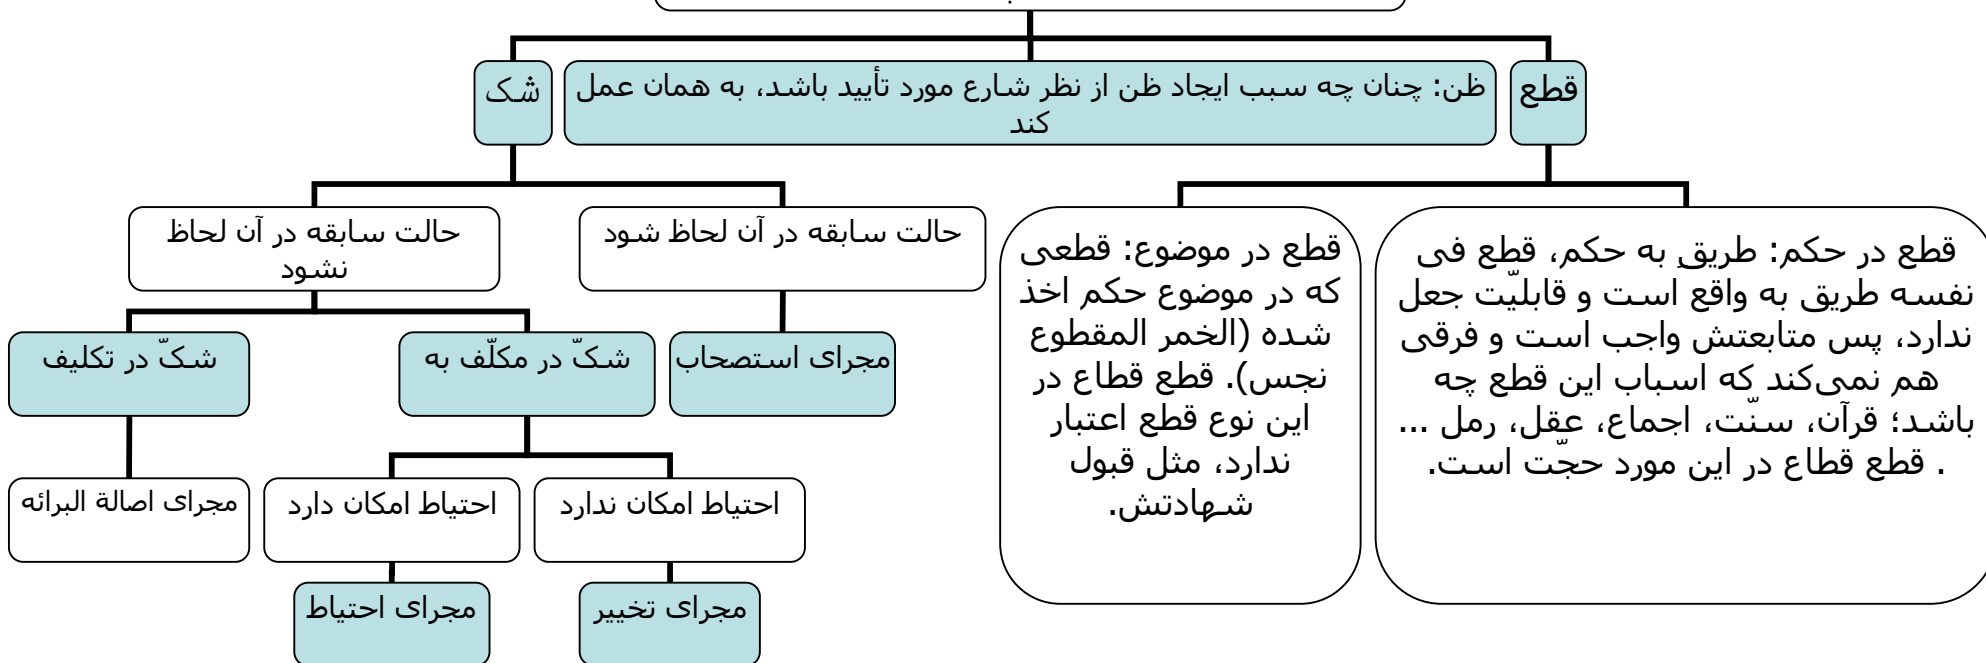 قطع
ظن: چنان چه سبب ایجاد ظن از نظر شارع مورد تأیید باشد، به همان عمل
کند
شک
قطع در حکم: طریق به حکم، قطع فی
نفسه طریق به واقع است و قابلیّت جعل
ندارد، پس متابعتش واجب است و فرقی
هم نمی‌کند که اسباب این قطع چه
باشد؛ قرآن، سنّت، اجماع، عقل، رمل ...
. قطع قطاع در این مورد حجّت است.
قطع در موضوع: قطعی
که در موضوع حکم اخذ
شده (الخمر المقطوع
نجس). قطع قطاع در
این نوع قطع اعتبار
ندارد، مثل قبول
شهادتش.
حالت سابقه در آن لحاظ شود
حالت سابقه در آن لحاظ
نشود
مجرای استصحاب
شکّ در مکلّف به
شکّ در تکلیف
احتیاط امکان ندارد
احتیاط امکان دارد
مجرای اصالة البرائه
مجرای تخییر
مجرای احتیاط